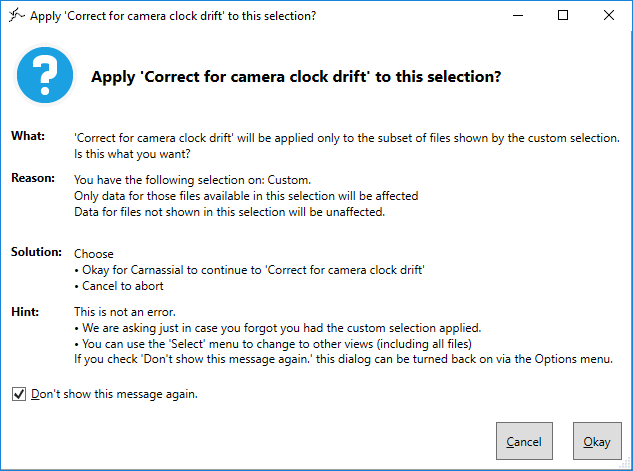 Apply 'Correct for camera clock drift' to this selection?
Apply 'Correct for camera clock drift' to this selection?
What: 'Correct for camera clock drift' will be applied only to the subset of files shown by the custom selection.
Is this what you want?
Reason: You have the following selection on: Custom.
Only data for those files available in this selection will be affected
Data for files not shown in this selection will be unaffected.
Solution: Choose
• Okay for Carnassial to continue to 'Correct for camera clock drift'
• Cancel to abort
Hint: This is not an error.
• We are asking just in case you forgot you had the custom selection applied.
• You can use the 'Select' menu to change to other views (including all files)
If you check 'Don't show this message again.' this dialog can be turned back on via the Options menu.
Don't show this message again.
Cancel Okay